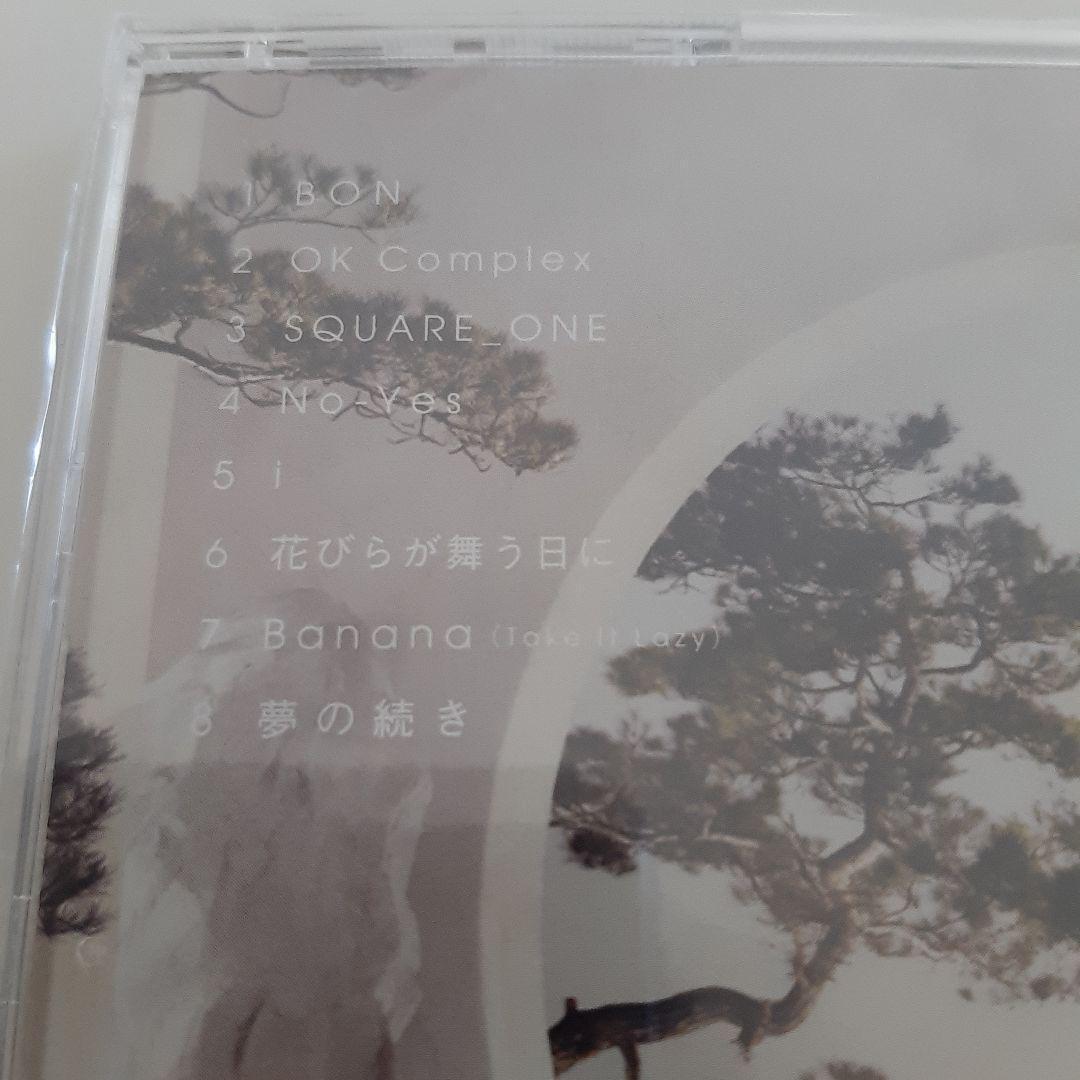 1 BON
2 OK Complex
3 SQUARE_ONE
4 No-Yes
5 i
6 花びらが舞う日に
7 Banana (Take It Lazy)
8 夢の続き